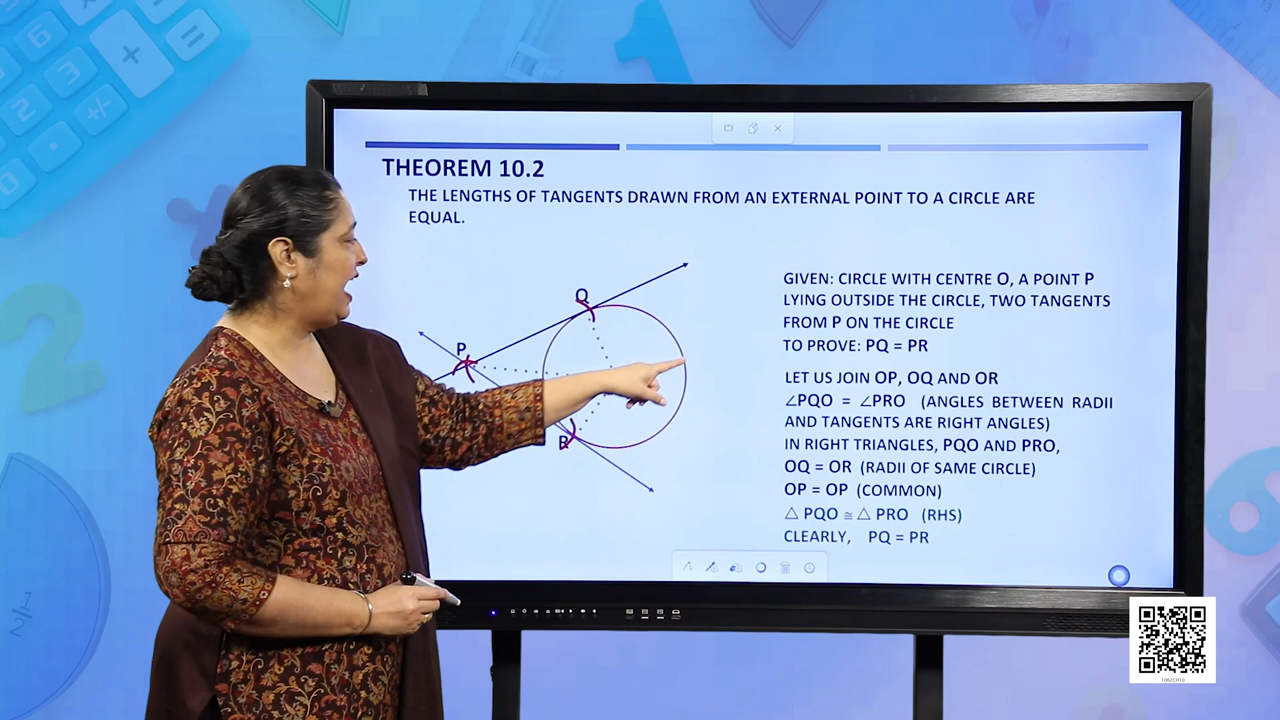 THEOREM 10.2
THE LENGTHS OF TANGENTS DRAWN FROM AN EXTERNAL POINT TO A CIRCLE ARE
EQUAL.
Q
P
R
GIVEN: CIRCLE WITH CENTRE O, A POINT P
LYING OUTSIDE THE CIRCLE, TWO TANGENTS
FROM P ON THE CIRCLE
TO PROVE: PQ = PR
LET US JOIN OP, OQ AND OR
∠PQO = ∠PRO (ANGLES BETWEEN RADII
AND TANGENTS ARE RIGHT ANGLES)
IN RIGHT TRIANGLES, PQO AND PRO,
OQ = OR (RADII OF SAME CIRCLE)
OP = OP (COMMON)
△ PQO ≅ △ PRO (RHS)
CLEARLY, PQ = PR
1062CH10